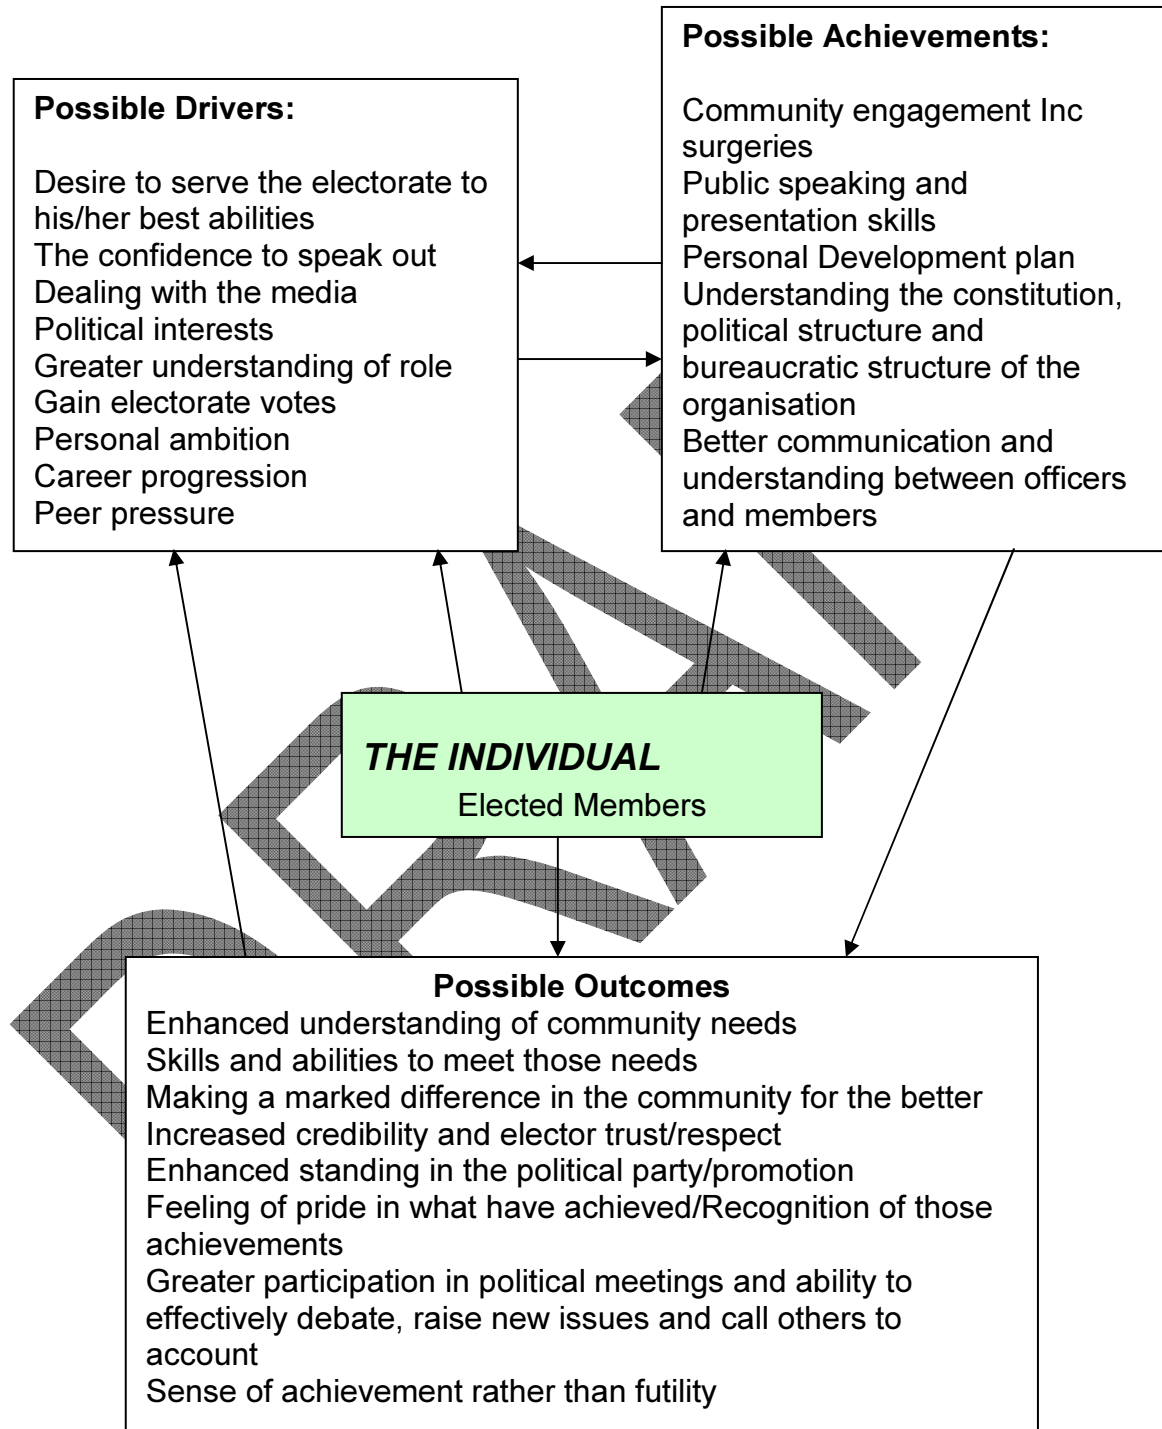 Possible Achievements:
Community engagement Inc
surgeries
Public speaking and
presentation skills
Personal Development plan
Understanding the constitution,
political structure and
bureaucratic structure of the
organisation
Better communication and
understanding between officers
and members
Possible Drivers:
Desire to serve the electorate to
his/her best abilities
The confidence to speak out
Dealing with the media
Political interests
Greater understanding of role
Gain electorate votes
Personal ambition
Career progression
Peer pressure
THE INDIVIDUAL
Elected Members
Possible Outcomes
Enhanced understanding of community needs
Skills and abilities to meet those needs
Making a marked difference in the community for the better
Increased credibility and elector trust/respect
Enhanced standing in the political party/promotion
Feeling of pride in what have achieved/Recognition of those
achievements
Greater participation in political meetings and ability to
effectively debate, raise new issues and call others to
account
Sense of achievement rather than futility
DRAFT